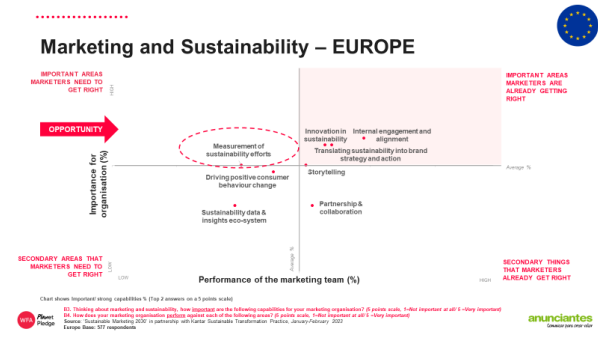 Marketing and Sustainability – EUROPE
IMPORTANT AREAS
MARKETERS NEED TO
GET RIGHT
HIGH
IMPORTANT AREAS
MARKETERS ARE
ALREADY GETTING
RIGHT
OPPORTUNITY
Importance for
organisation (%)
Measurement of
sustainability efforts
Innovation in
sustainability
Internal engagement and
alignment
Translating sustainability into brand
strategy and action
Average %
Storytelling
Driving positive consumer
behaviour change
Sustainability data &
insights eco-system
Partnership &
collaboration
Average %
SECONDARY AREAS THAT
MARKETERS NEED TO
GET RIGHT
LOW
LOW
Performance of the marketing team (%)
HIGH
SECONDARY THINGS
THAT MARKETERS
ALREADY GET RIGHT
Chart shows important strong capabilities % (Top 2 answers on a 5 points scale)
B3. Thinking about marketing and sustainability, how important are the following capabilities for your marketing organisation? (5 points scale, 1=Not important at all/ 5 =Very important)
B4. How does your marketing organisation perform against each of the following areas? (5 points scale, 1=Not important at all/ 5 =Very important)
Source: 'Sustainable Marketing 2030' in partnership with Kantar Sustainable Transformation Practice, January-February 2023
Europe Base: 577 respondents
WFA
Planet
Pledge
anunciantes